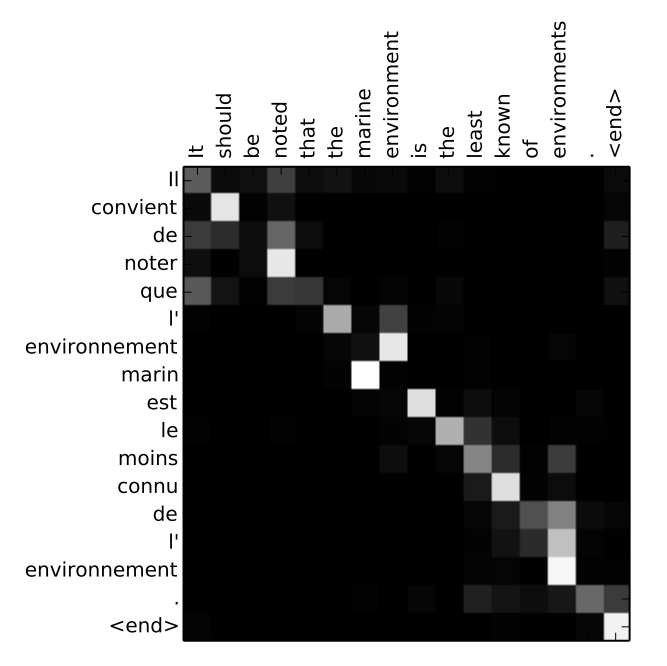 It should be noted that the marine environment is the least known of environments . <end>
Il
convient
de
noter
que
l'
environnement
marin
est
le
moins
connu
de
l'
environnement
.
<end>